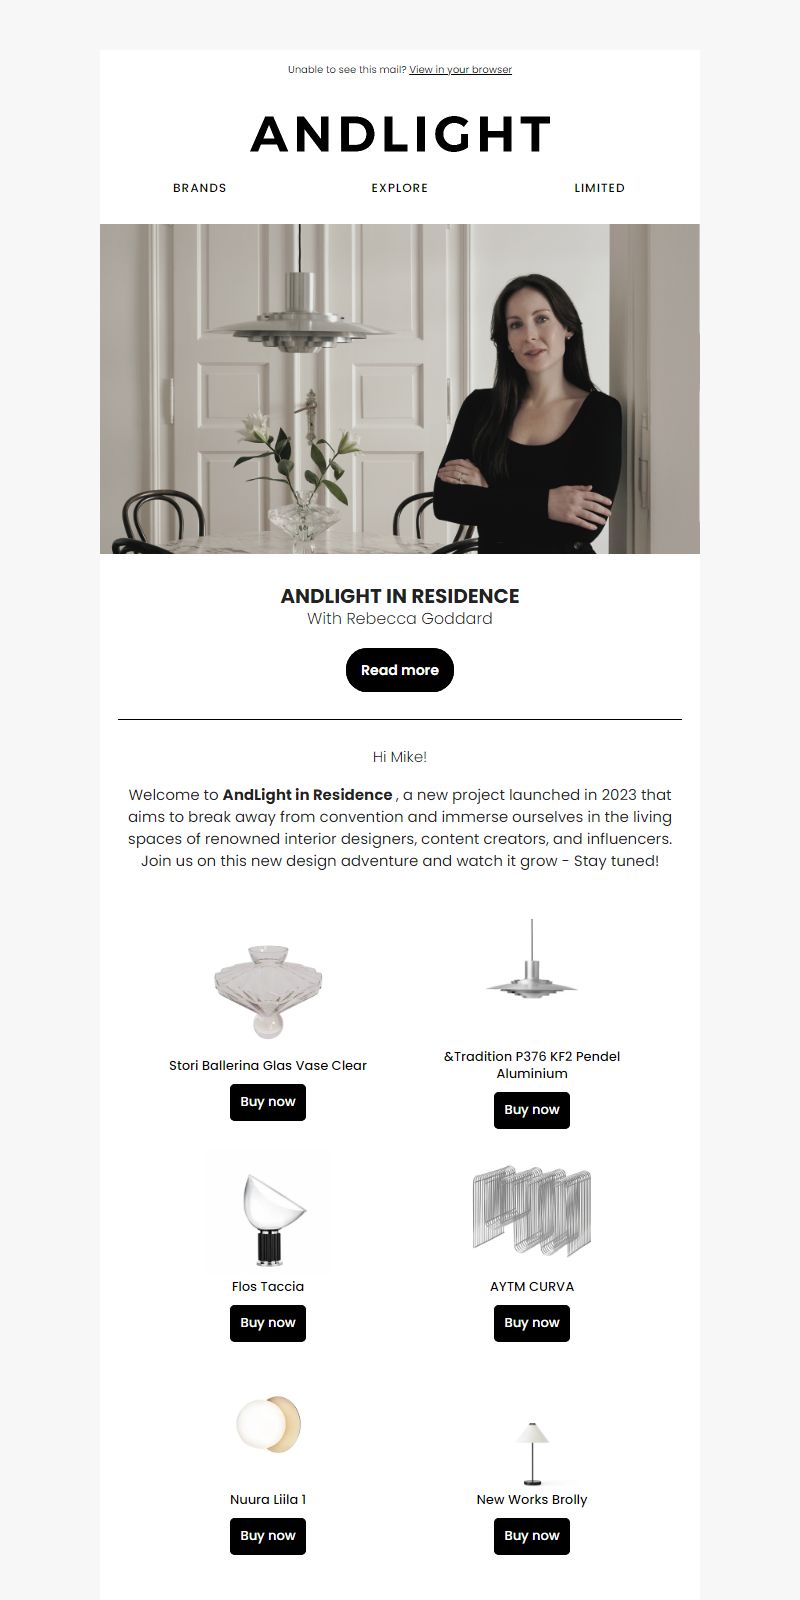 Unable to see this mail? View in your browser
ANDLIGHT
BRANDS EXPLORE LIMITED
ANDLIGHT IN RESIDENCE
With Rebecca Goddard
Read more
Hi Mike!
Welcome to AndLight in Residence , a new project launched in 2023 that
aims to break away from convention and immerse ourselves in the living
spaces of renowned interior designers, content creators, and influencers.
Join us on this new design adventure and watch it grow - Stay tuned!
Stori Ballerina Glas Vase Clear
Buy now
&Tradition P376 KF2 Pendel
Aluminium
Buy now
Flos Taccia
Buy now
AYTM CURVA
Buy now
Nuura Liila 1
Buy now
New Works Brolly
Buy now